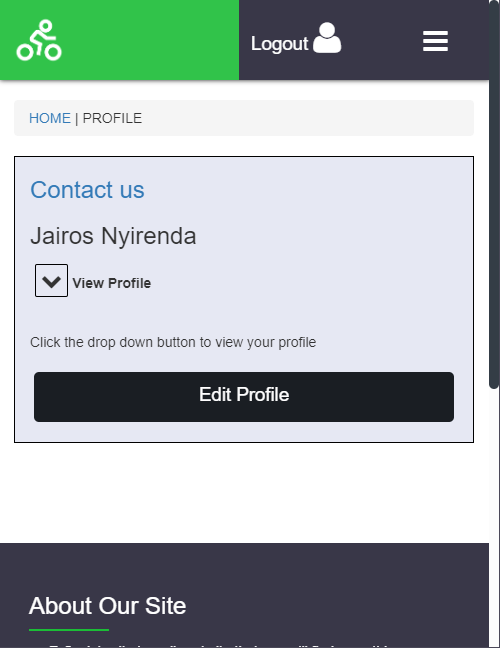 Logout
HOME | PROFILE
Contact us
Jairos Nyirenda
View Profile
Click the drop down button to view your profile
Edit Profile
About Our Site